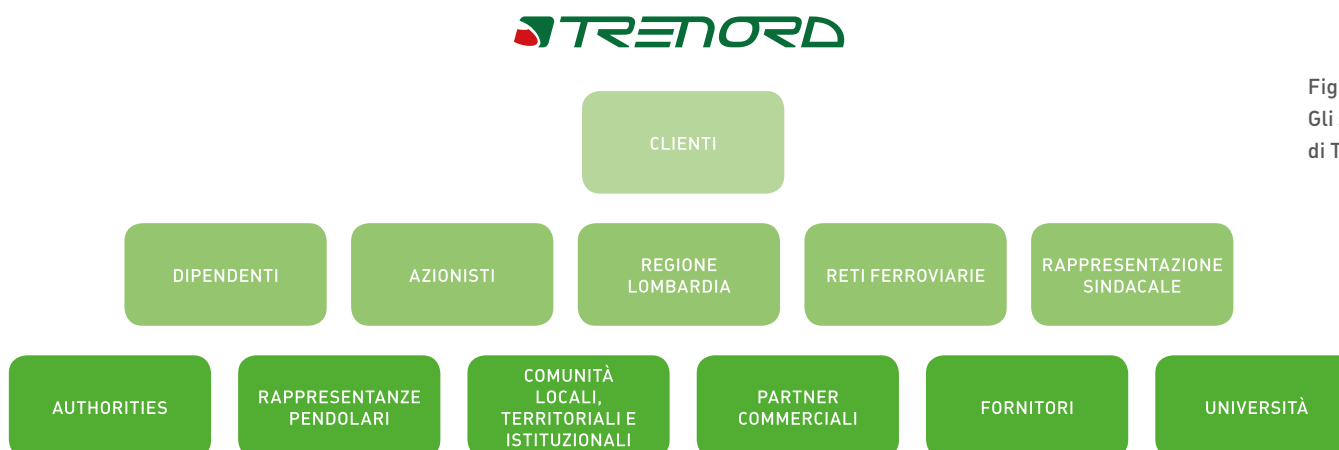 TRENORD
Fig
Gli
di T
CLIENTI
DIPENDENTI
AZIONISTI
REGIONE
LOMBARDIA
RETI FERROVIARIE
RAPPRESENTAZIONE
SINDACALE
AUTHORITIES
RAPPRESENTANZE
PENDOLARI
COMUNITÀ
LOCALI,
TERRITORIALI E
ISTITUZIONALI
PARTNER
COMMERCIALI
FORNITORI
UNIVERSITÀ